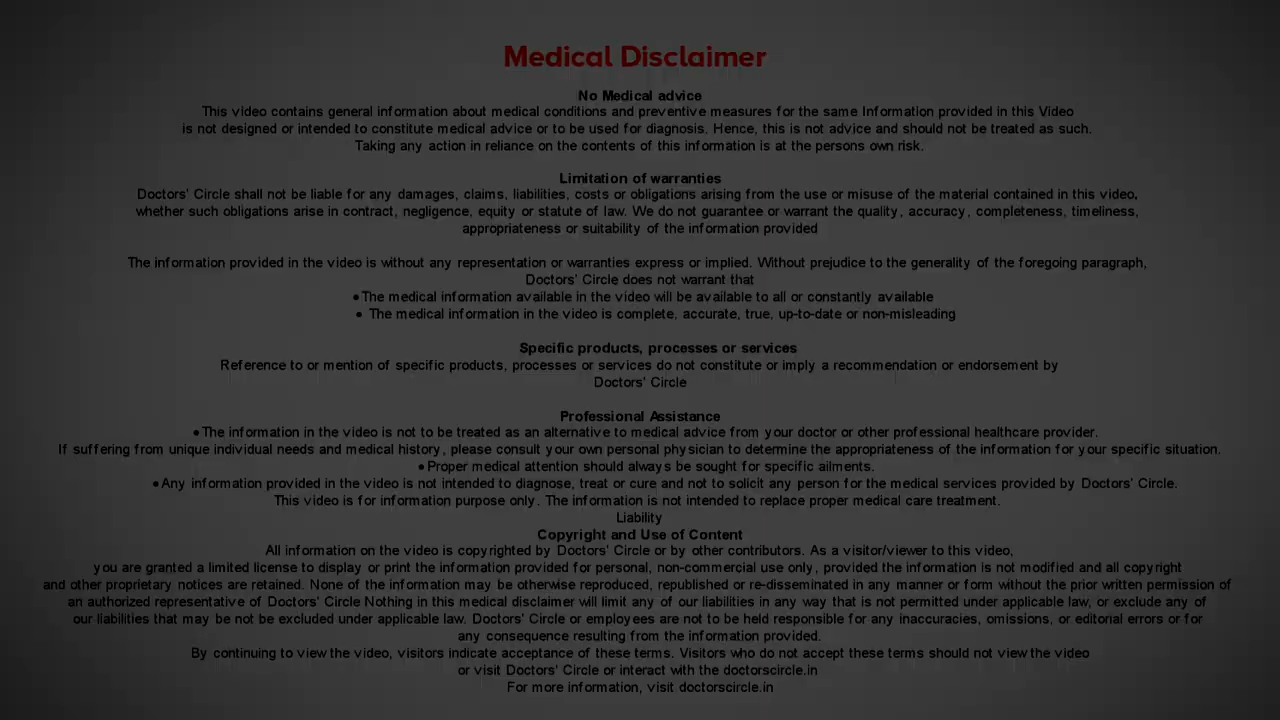 Medical Disclaimer
No Medical advice
This video contains general information about medical conditions and preventive measures for the same Information provided in this Video
is not designed or intended to constitute medical advice or to be used for diagnosis. Hence, this is not advice and should not be treated as such.
Taking any action in reliance on the contents of this information is at the persons own risk.
Limitation of warranties
Doctors' Circle shall not be liable for any damages, claims, liabilities, costs or obligations arising from the use or misuse of the material contained in this video,
whether such obligations arise in contract, negligence, equity or statute of law. We do not guarantee or warrant the quality, accuracy, completeness, timeliness,
appropriateness or suitability of the information provided
The information provided in the video is without any representation or warranties express or implied. Without prejudice to the generality of the foregoing paragraph,
Doctors' Circle does not warrant that
• The medical information available in the video will be available to all or constantly available
• The medical information in the video is complete, accurate, true, up-to-date or non-misleading
Specific products, processes or services
Reference to or mention of specific products, processes or services do not constitute or imply a recommendation or endorsement by
Doctors' Circle
Professional Assistance
• The information in the video is not to be treated as an alternative to medical advice from your doctor or other professional healthcare provider.
If suffering from unique individual needs and medical history, please consult your own personal physician to determine the appropriateness of the information for your specific situation.
• Proper medical attention should always be sought for specific ailments.
• Any information provided in the video is not intended to diagnose, treat or cure and not to solicit any person for the medical services provided by Doctors' Circle.
This video is for information purpose only. The information is not intended to replace proper medical care treatment.
Liability
Copyright and Use of Content
All information on the video is copyrighted by Doctors' Circle or by other contributors. As a visitor/viewer to this video,
you are granted a limited license to display or print the information provided for personal, non-commercial use only, provided the information is not modified and all copyright
and other proprietary notices are retained. None of the information may be otherwise reproduced, republished or re-disseminated in any manner or form without the prior written permission of
an authorized representative of Doctors' Circle Nothing in this medical disclaimer will limit any of our liabilities in any way that is not permitted under applicable law, or exclude any of
our liabilities that may be not be excluded under applicable law. Doctors' Circle or employees are not to be held responsible for any inaccuracies, omissions, or editorial errors or for
any consequence resulting from the information provided.
By continuing to view the video, visitors indicate acceptance of these terms. Visitors who do not accept these terms should not view the video
or visit Doctors' Circle or interact with the doctorscircle.in
For more information, visit doctorscircle.in